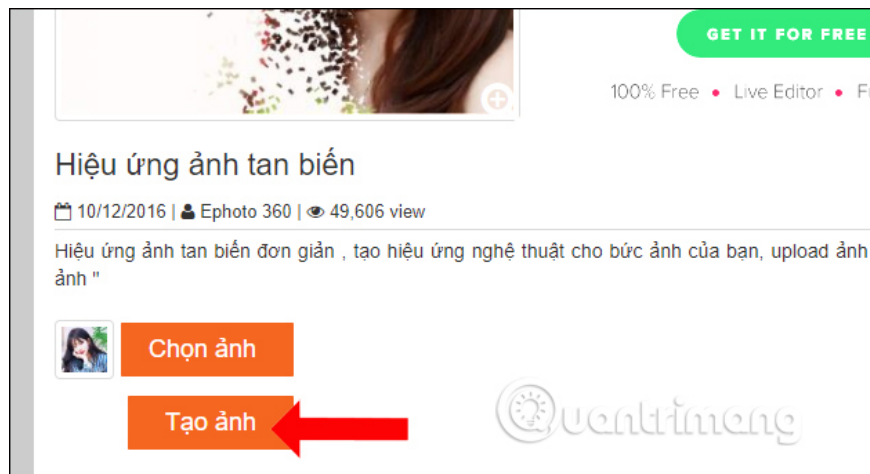 GET IT FOR FREE
100% Free • Live Editor •
Hiệu ứng ảnh tan biến
10/12/2016 | Ephoto 360 | 49,606 view
Hiệu ứng ảnh tan biến đơn giản , tạo hiệu ứng nghệ thuật cho bức ảnh của bạn, upload ảnh
ảnh "
Chọn ảnh
Tạo ảnh
Quantrimang